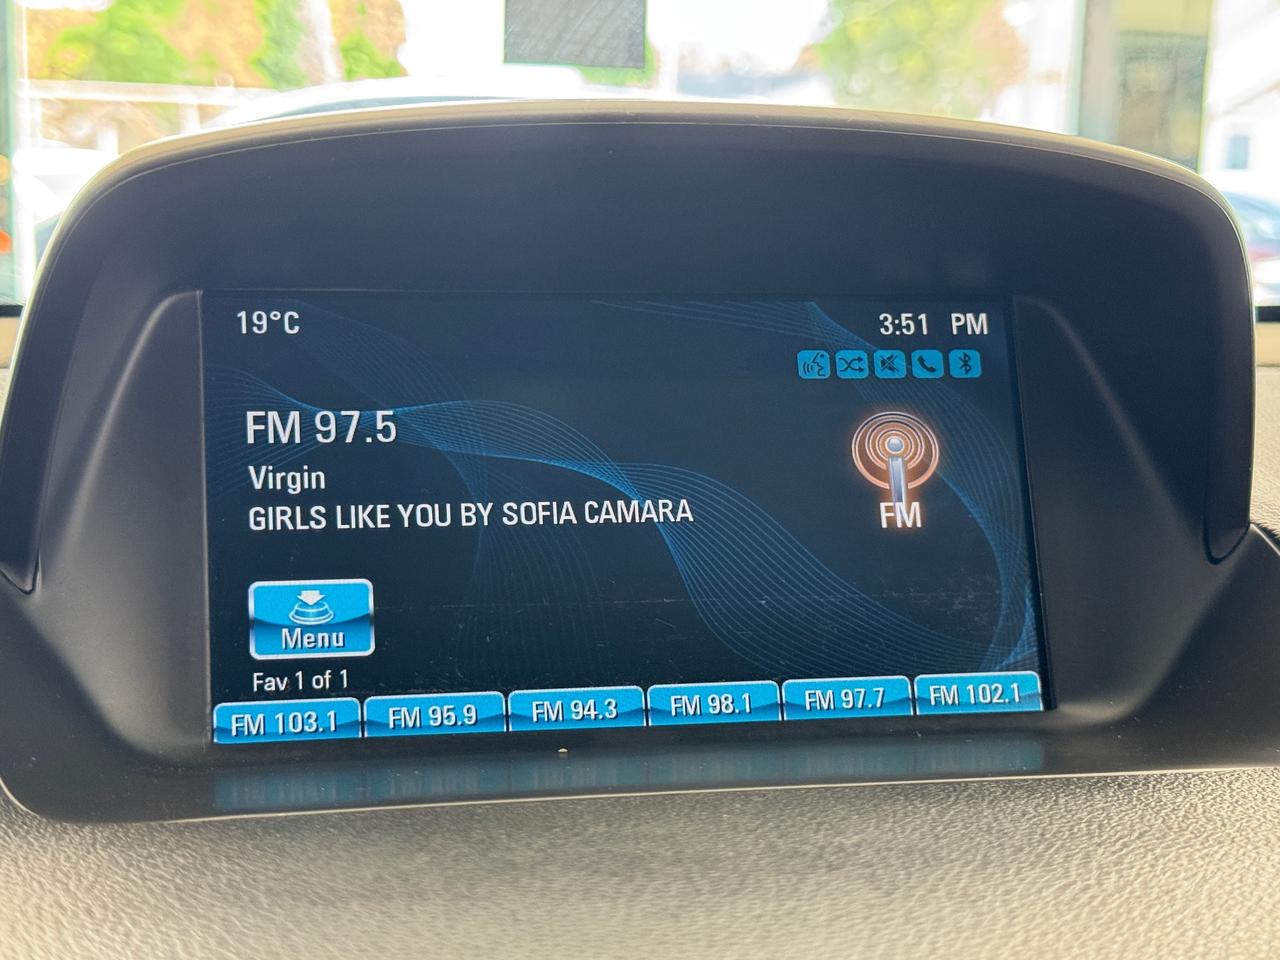 19°C
3:51 PM
FM 97.5
Virgin
GIRLS LIKE YOU BY SOFIA CAMARA
FM
Menu
Fav 1 of 1
FM 103.1
FM 95.9
FM 94.3
FM 98.1
FM 97.7
FM 102.1